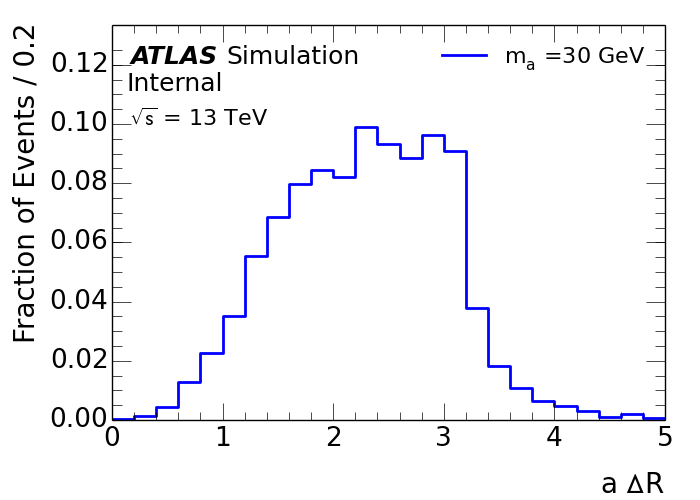 ATLAS Simulation
Internal
√s = 13 TeV
mₐ =30 GeV
Fraction of Events / 0.2
0.12
0.10
0.08
0.06
0.04
0.02
0.00
0 1 2 3 4 5
a ΔR